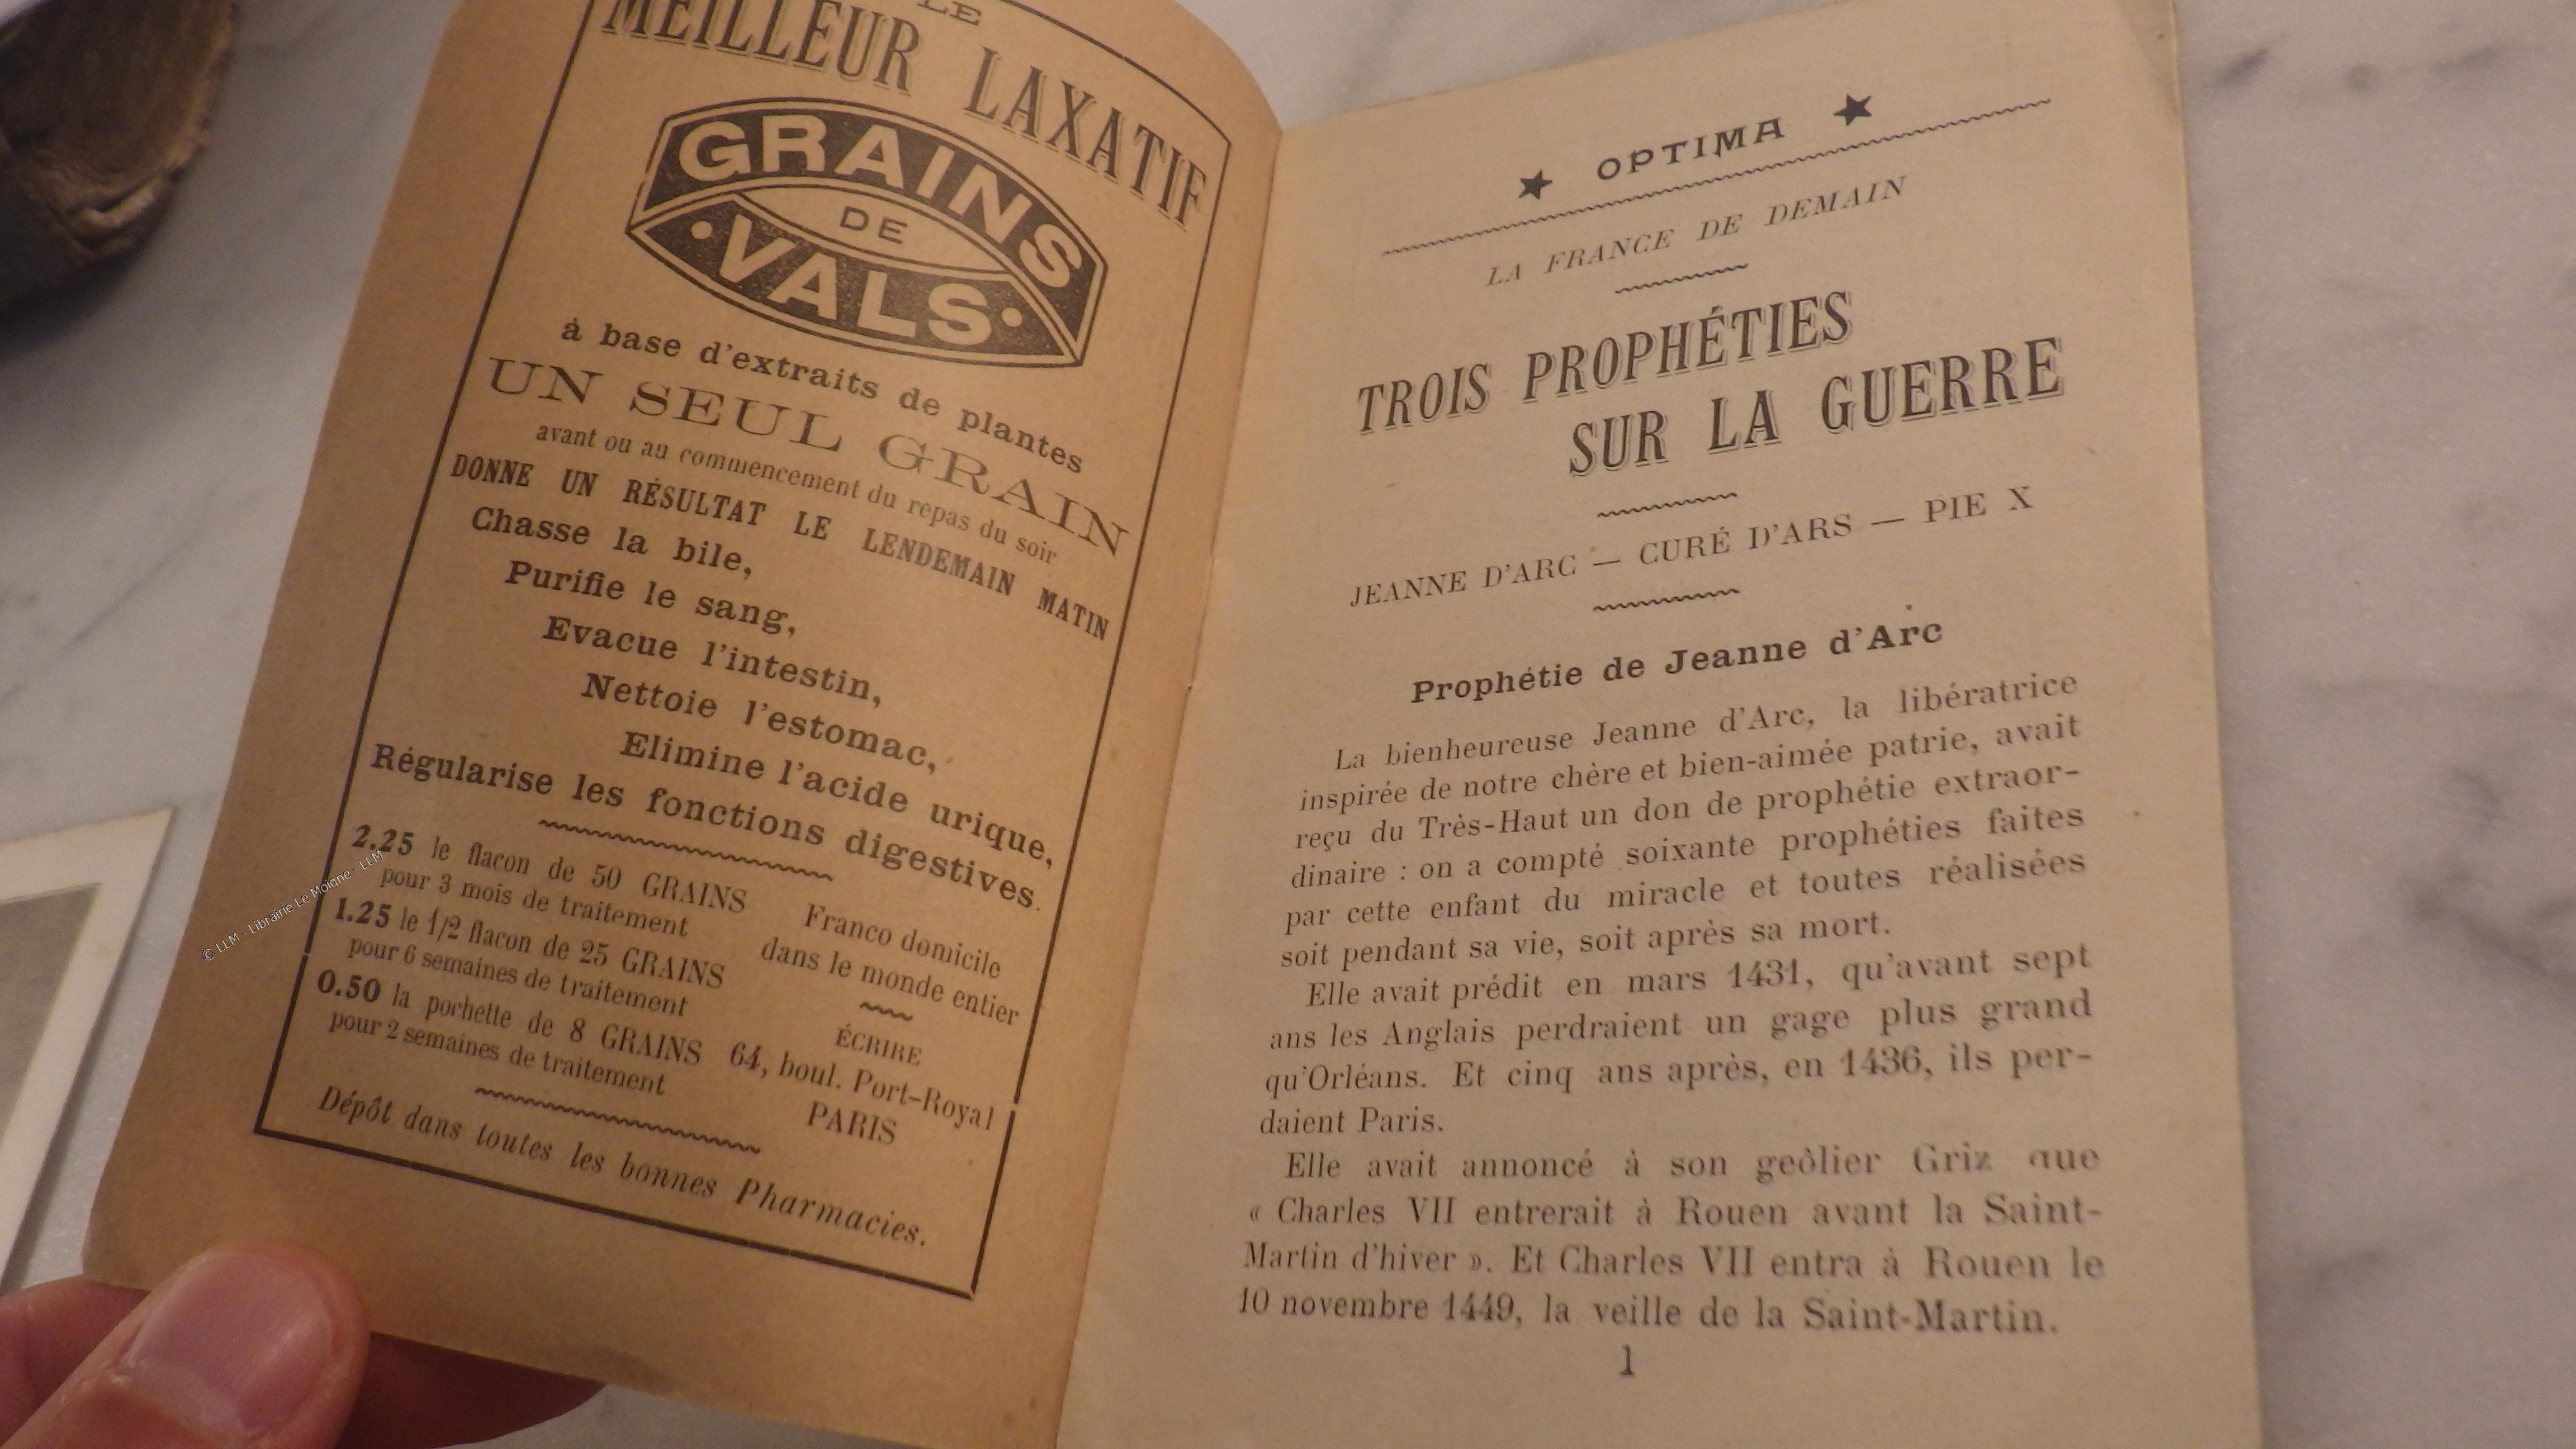 LE
MEILLEUR LAXATIF
GRAINS
DE
VALS
à base d'extraits de plantes
UN SEUL GRAIN
avant ou au commencement du repas du soir
DONNE UN RÉSULTAT LE LENDEMAIN MATIN
Chasse la bile,
Purifie le sang,
Evacue l'intestin,
Nettoie l'estomac,
Elimine l'acide urique,
Régularise les fonctions digestives.
2.25 le flacon de 50 GRAINS
pour 3 mois de traitement
1.25 le 1/2 flacon de 25 GRAINS
pour 6 semaines de traitement
0.50 la pochette de 8 GRAINS
pour 2 semaines de traitement
Franco domicile
dans le monde entier
ÉCRIRE
64, boul. Port-Royal
PARIS
Dépôt dans toutes les bonnes Pharmacies.
© LLM - Librairie Le Moigne - LLM
★ OPTIMA ★
LA FRANCE DE DEMAIN
TROIS PROPHÉTIES
SUR LA GUERRE
JEANNE D'ARC — CURÉ D'ARS — PIE X
Prophétie de Jeanne d'Arc
La bienheureuse Jeanne d'Arc, la libératrice
inspirée de notre chère et bien-aimée patrie, avait
reçu du Très-Haut un don de prophétie extraor-
dinaire : on a compté soixante prophéties faites
par cette enfant du miracle et toutes réalisées
soit pendant sa vie, soit après sa mort.
Elle avait prédit en mars 1431, qu'avant sept
ans les Anglais perdraient un gage plus grand
qu'Orléans. Et cinq ans après, en 1436, ils per-
daient Paris.
Elle avait annoncé à son geôlier Griz que
« Charles VII entrerait à Rouen avant la Saint-
Martin d'hiver ». Et Charles VII entra à Rouen le
10 novembre 1449, la veille de la Saint-Martin.
1